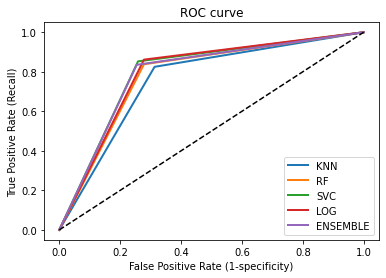 ROC curve
1.0
0.8
0.6
0.4
0.2
0.0
True Positive Rate (Recall)
KNN
RF
SVC
LOG
ENSEMBLE
0.0 0.2 0.4 0.6 0.8 1.0
False Positive Rate (1-specificity)